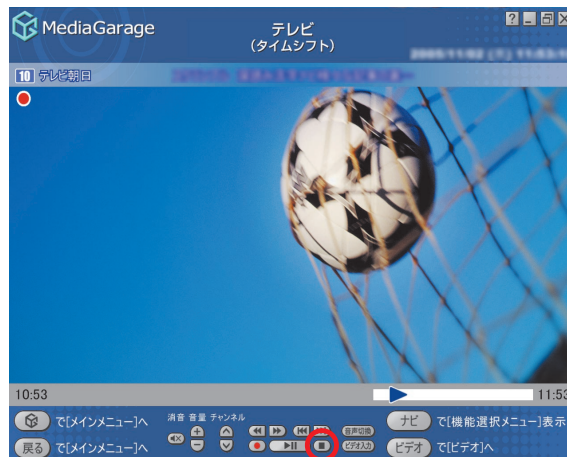 MediaGarage
テレビ
(タイムシフト)
10 テレビ朝日
10:53
11:53
で[メインメニュー]へ
消音 音量 チャンネル
音声切換
ナビ で[機能選択メニュー]表示
戻る で[メインメニュー]へ
ビデオ入力
ビデオ で[ビデオ]へ